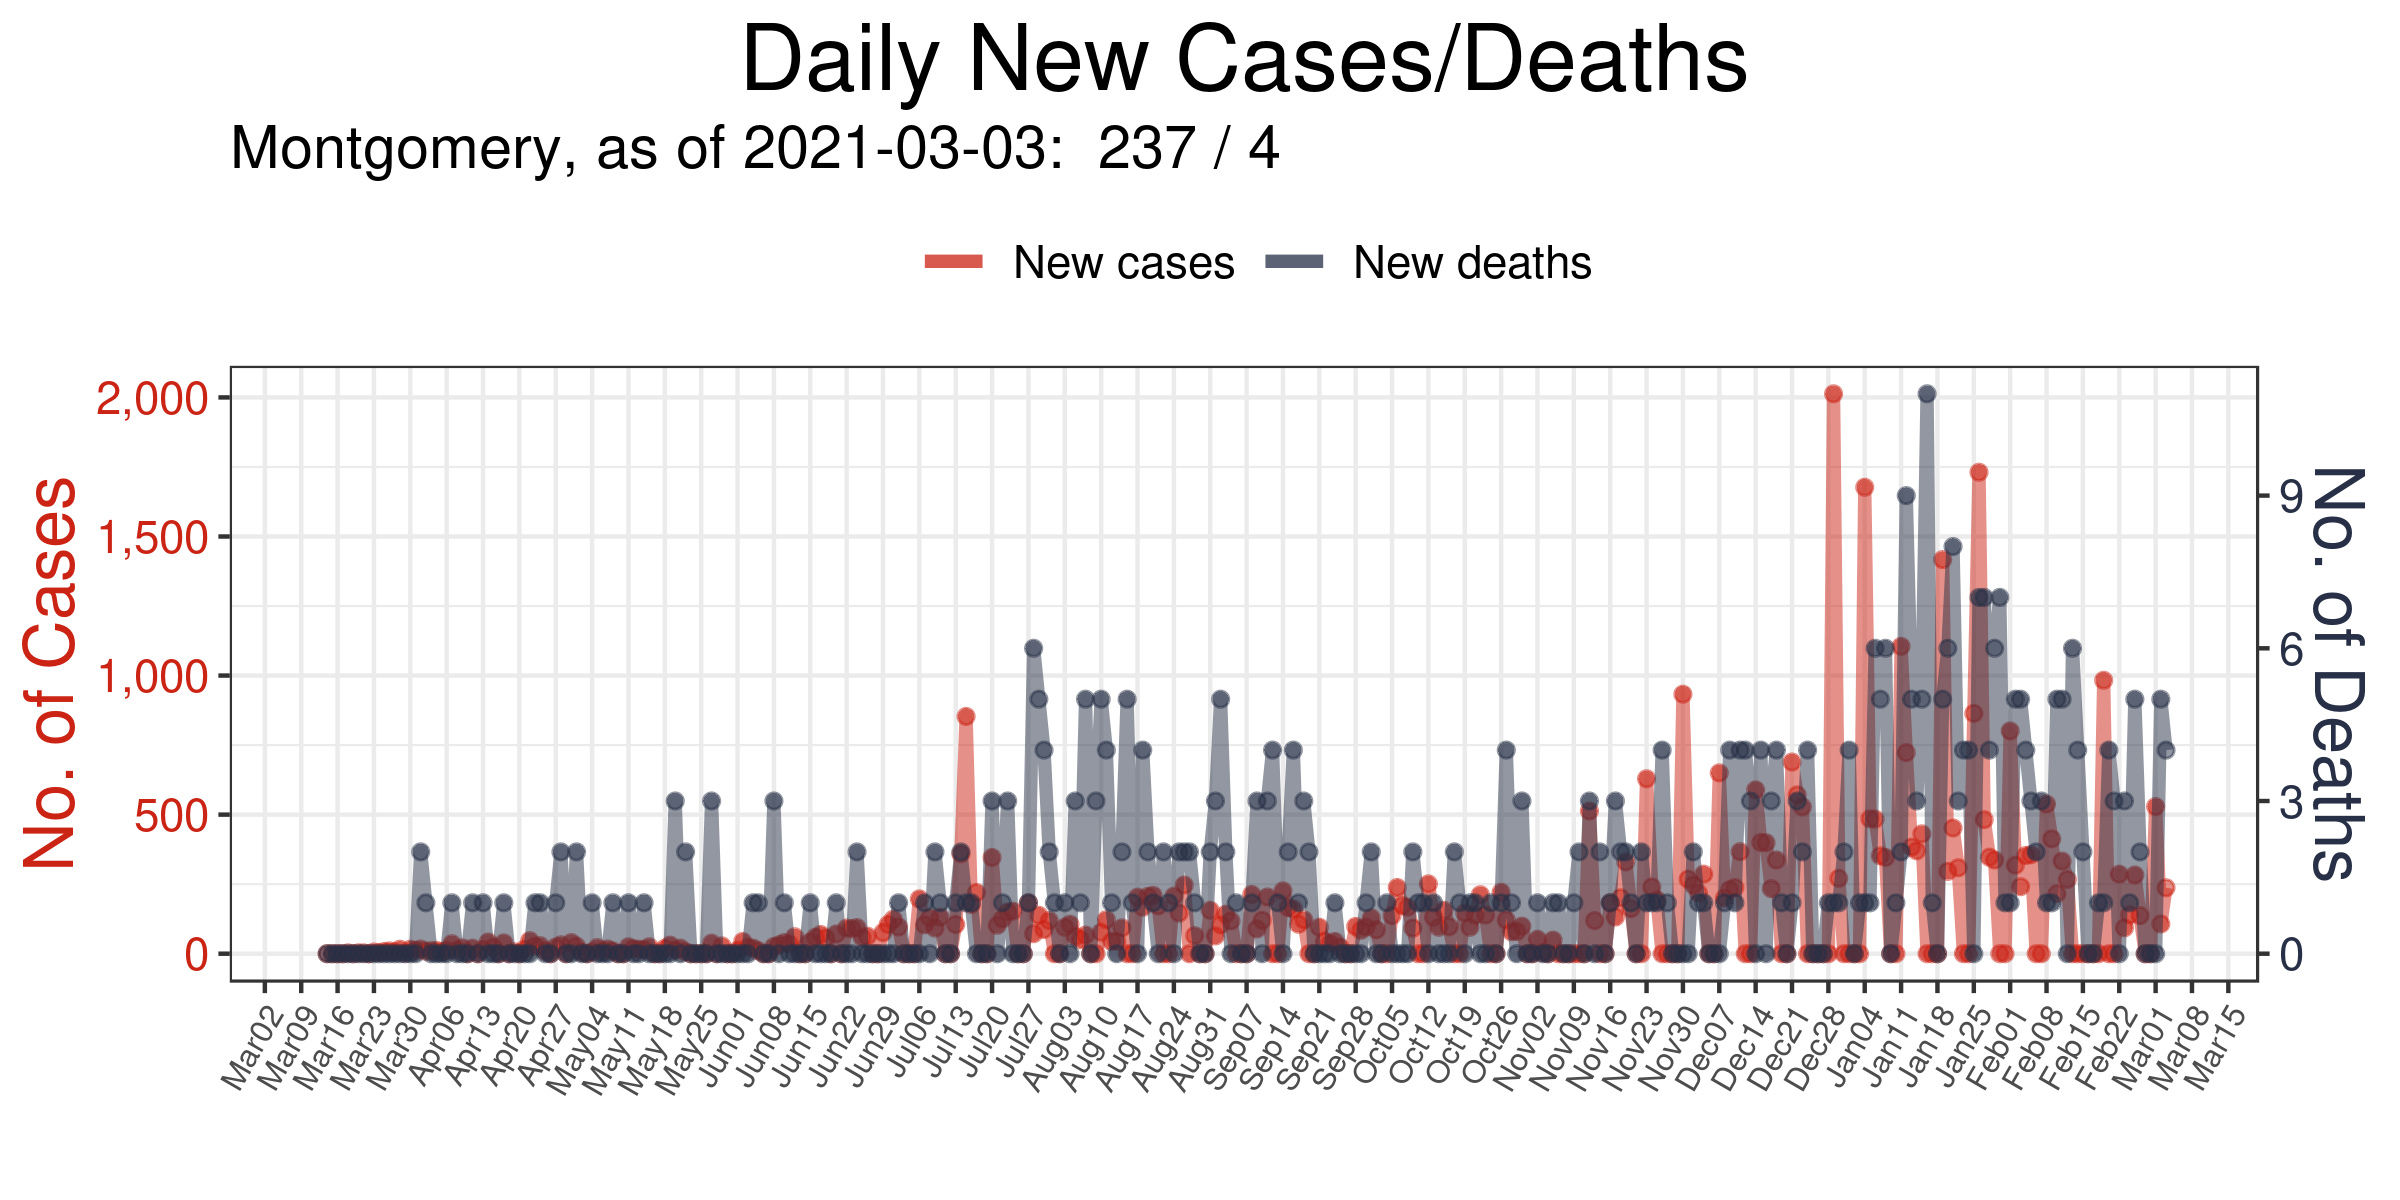 Daily New Cases/Deaths
Montgomery, as of 2021-03-03: 237 / 4
New cases
New deaths
No. of Cases
2,000
1,500
1,000
500
0
No. of Deaths
9
6
3
0
Mar02
Mar09
Mar16
Mar23
Mar30
Apr06
Apr13
Apr20
Apr27
May04
May11
May18
May25
Jun01
Jun08
Jun15
Jun22
Jun29
Jul06
Jul13
Jul20
Jul27
Aug03
Aug10
Aug17
Aug24
Aug31
Sep07
Sep14
Sep21
Sep28
Oct05
Oct12
Oct19
Oct26
Nov02
Nov09
Nov16
Nov23
Nov30
Dec07
Dec14
Dec21
Dec28
Jan04
Jan11
Jan18
Jan25
Feb01
Feb08
Feb15
Feb22
Mar01
Mar08
Mar15